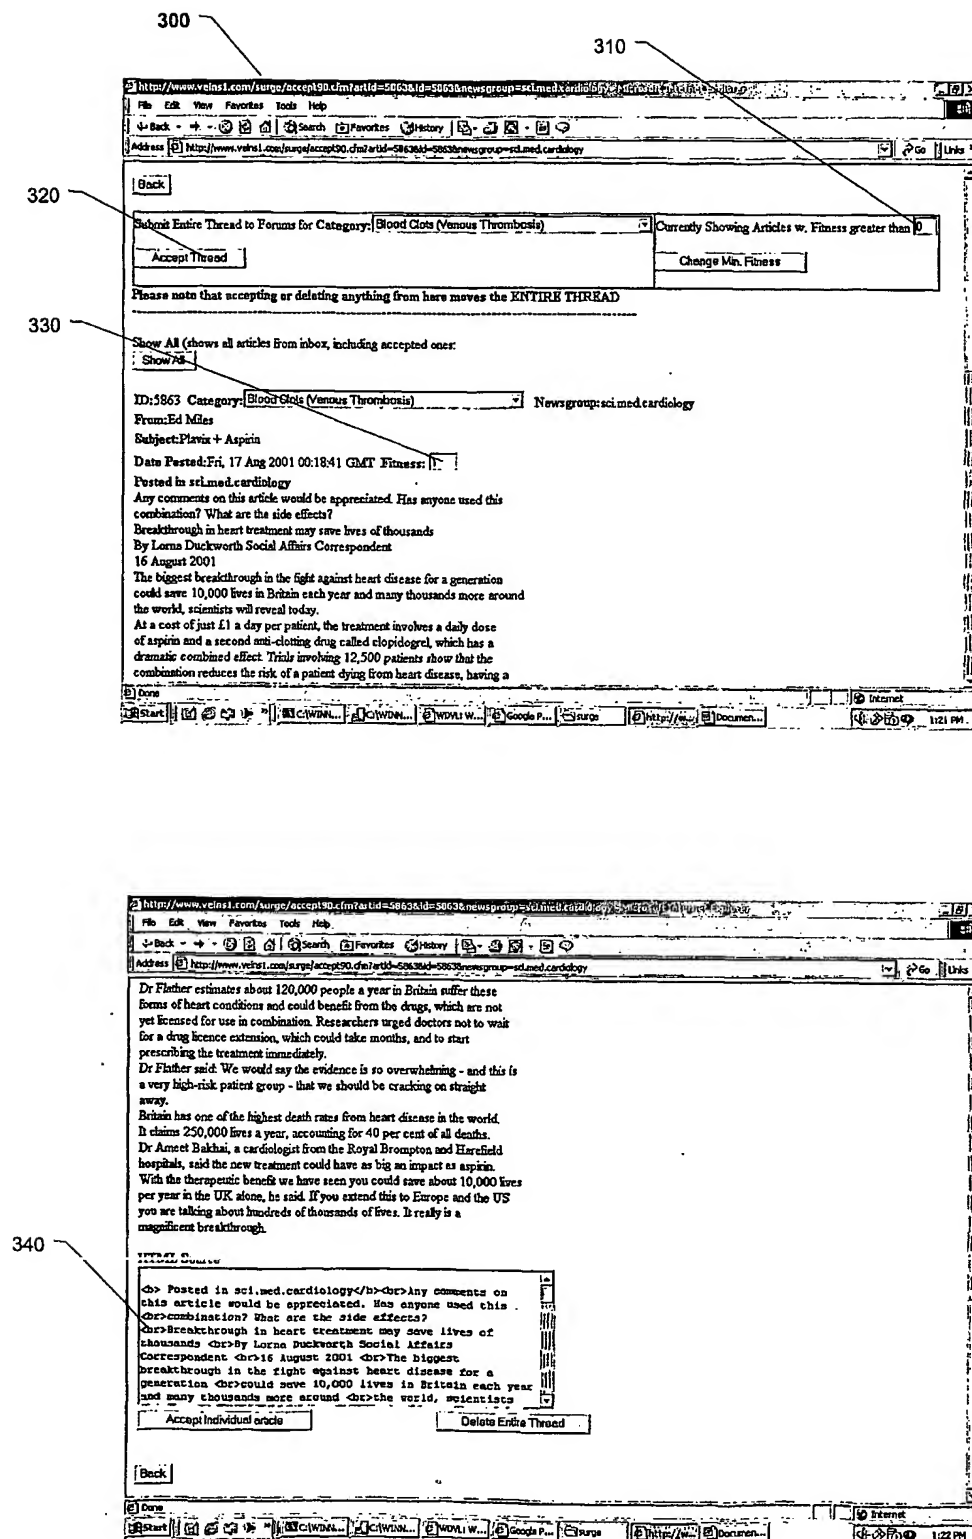 300
310
http://www.veins1.com/surge/accept90.cfm?artid=5863&id=5863&newsgroup=sci.med.cardiology - Microsoft Internet Explorer
File Edit View Favorites Tools Help
Back Search Favorites History
Address http://www.veins1.com/surge/accept90.cfm?artid=5863&id=5863&newsgroup=sci.med.cardiology Go Links
Back
320
Submit Entire Thread to Forums for Category: Blood Clots (Venous Thrombosis) Currently Showing Articles w. Fitness greater than 0
Accept Thread Change Min. Fitness
Please note that accepting or deleting anything from here moves the ENTIRE THREAD
330
Show All (shows all articles from inbox, including accepted ones:
Show All
ID:5863 Category: Blood Clots (Venous Thrombosis) Newsgroup: sci.med.cardiology
From:Ed Miles
Subject:Plavix + Aspirin
Date Posted:Fri, 17 Aug 2001 00:18:41 GMT Fitness:
Posted in sci.med.cardiology
Any comments on this article would be appreciated. Has anyone used this
combination? What are the side effects?
Breakthrough in heart treatment may save lives of thousands
By Lorna Duckworth Social Affairs Correspondent
16 August 2001
The biggest breakthrough in the fight against heart disease for a generation
could save 10,000 lives in Britain each year and many thousands more around
the world, scientists will reveal today.
At a cost of just £1 a day per patient, the treatment involves a daily dose
of aspirin and a second anti-clotting drug called clopidogrel, which has a
dramatic combined effect. Trials involving 12,500 patients show that the
combination reduces the risk of a patient dying from heart disease, having a
Done Internet
Start C:\WINN... C:\WINN... WDVL: W... Google P... surge http://w... Documen... 1:21 PM
http://www.veins1.com/surge/accept90.cfm?artid=5863&id=5863&newsgroup=sci.med.cardiology - Microsoft Internet Explorer
File Edit View Favorites Tools Help
Back Search Favorites History
Address http://www.veins1.com/surge/accept90.cfm?artid=5863&id=5863&newsgroup=sci.med.cardiology Go Links
Dr Flather estimates about 120,000 people a year in Britain suffer these
forms of heart conditions and could benefit from the drugs, which are not
yet licensed for use in combination. Researchers urged doctors not to wait
for a drug licence extension, which could take months, and to start
prescribing the treatment immediately.
Dr Flather said: We would say the evidence is so overwhelming - and this is
a very high-risk patient group - that we should be cracking on straight
away.
Britain has one of the highest death rates from heart disease in the world.
It claims 250,000 lives a year, accounting for 40 per cent of all deaths.
Dr Ameet Bakhai, a cardiologist from the Royal Brompton and Harefield
hospitals, said the new treatment could have as big an impact as aspirin.
With the therapeutic benefit we have seen you could save about 10,000 lives
per year in the UK alone, he said. If you extend this to Europe and the US
you are talking about hundreds of thousands of lives. It really is a
magnificent breakthrough.
340
HTML Source
<b> Posted in sci.med.cardiology</b><br>Any comments on
this article would be appreciated. Has anyone used this
<br>combination? What are the side effects?
<br>Breakthrough in heart treatment may save lives of
thousands <br>By Lorna Duckworth Social Affairs
Correspondent <br>16 August 2001 <br>The biggest
breakthrough in the fight against heart disease for a
generation <br>could save 10,000 lives in Britain each year
and many thousands more around <br>the world, scientists
Accept Individual article Delete Entire Thread
Back
Done Internet
Start C:\WINN... C:\WINN... WDVL: W... Google P... surge http://w... Documen... 1:22 PM